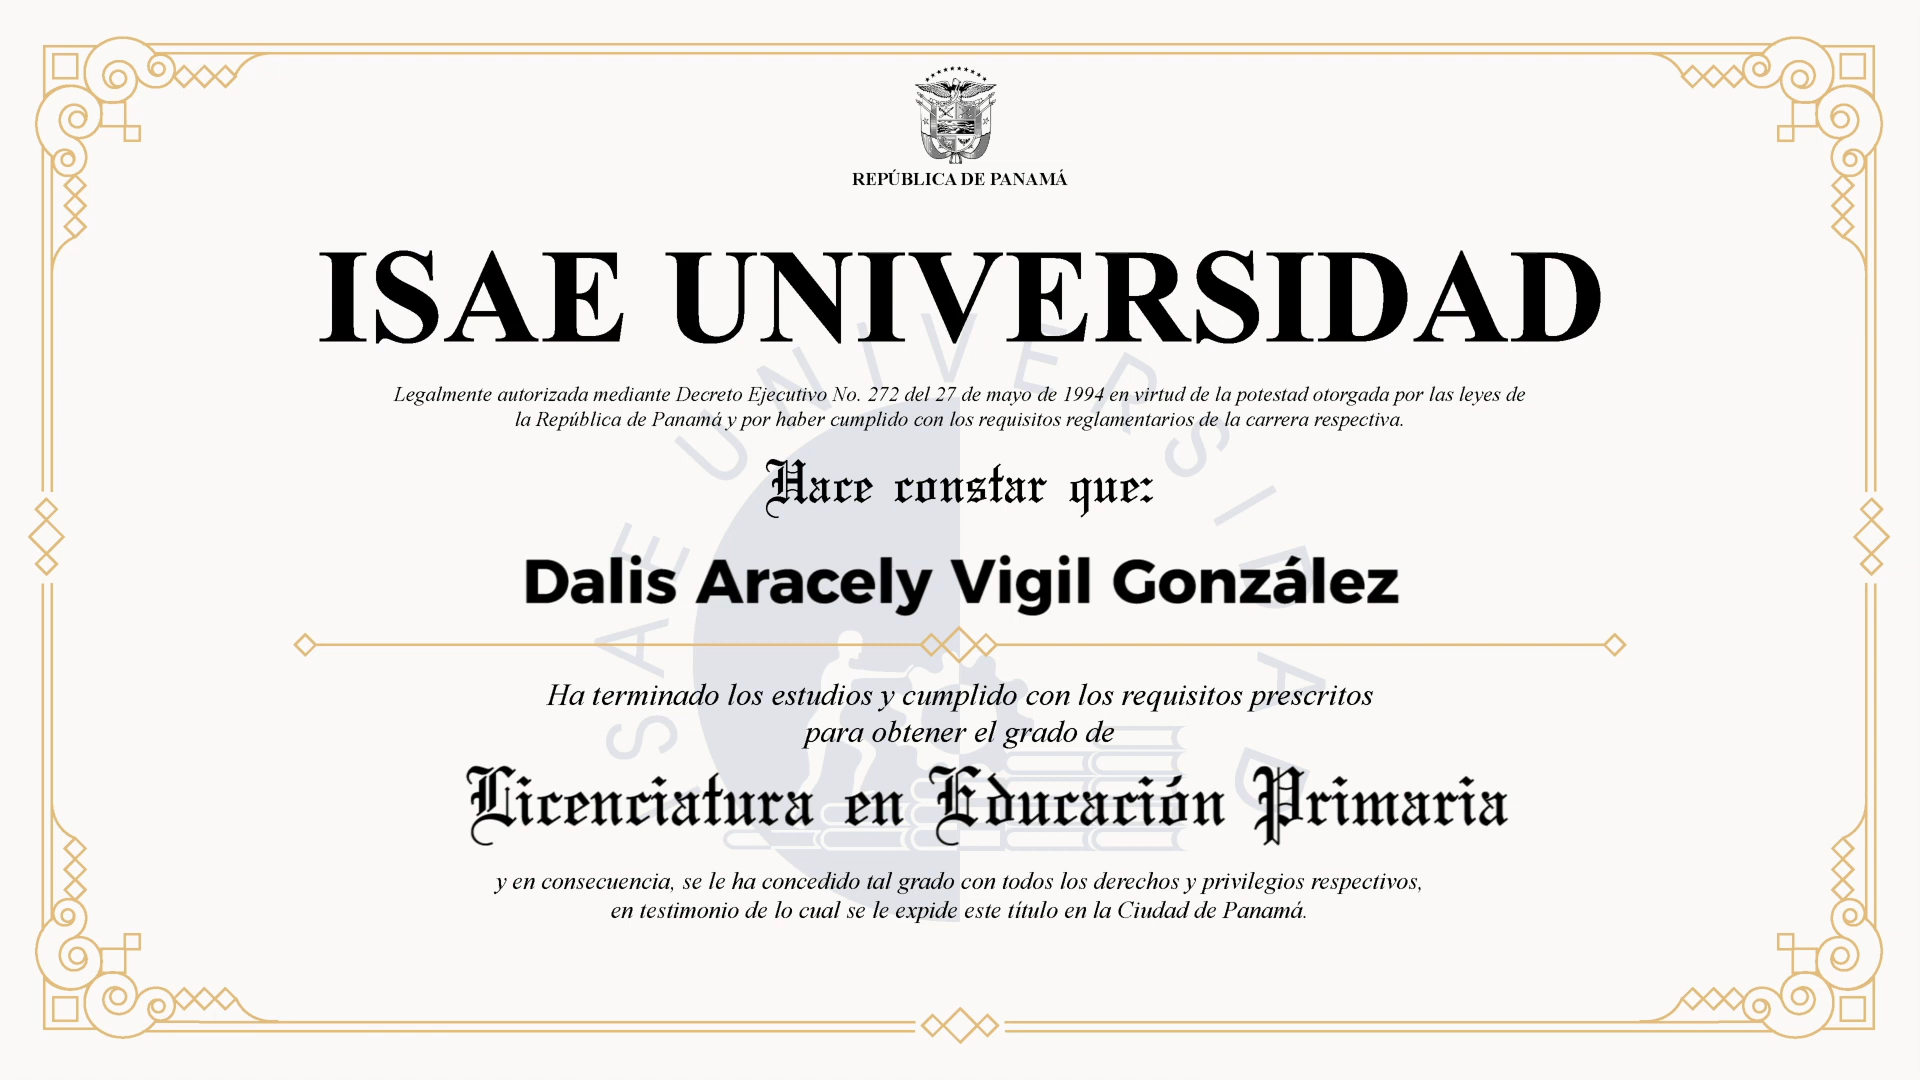 REPÚBLICA DE PANAMÁ
ISAE UNIVERSIDAD
Legalmente autorizada mediante Decreto Ejecutivo No. 272 del 27 de mayo de 1994 en virtud de la potestad otorgada por las leyes de
la República de Panamá y por haber cumplido con los requisitos reglamentarios de la carrera respectiva.
Hace constar que:
Dalis Aracely Vigil González
Ha terminado los estudios y cumplido con los requisitos prescritos
para obtener el grado de
Licenciatura en Educación Primaria
y en consecuencia, se le ha concedido tal grado con todos los derechos y privilegios respectivos,
en testimonio de lo cual se le expide este título en la Ciudad de Panamá.
ISAE UNIVERSIDAD